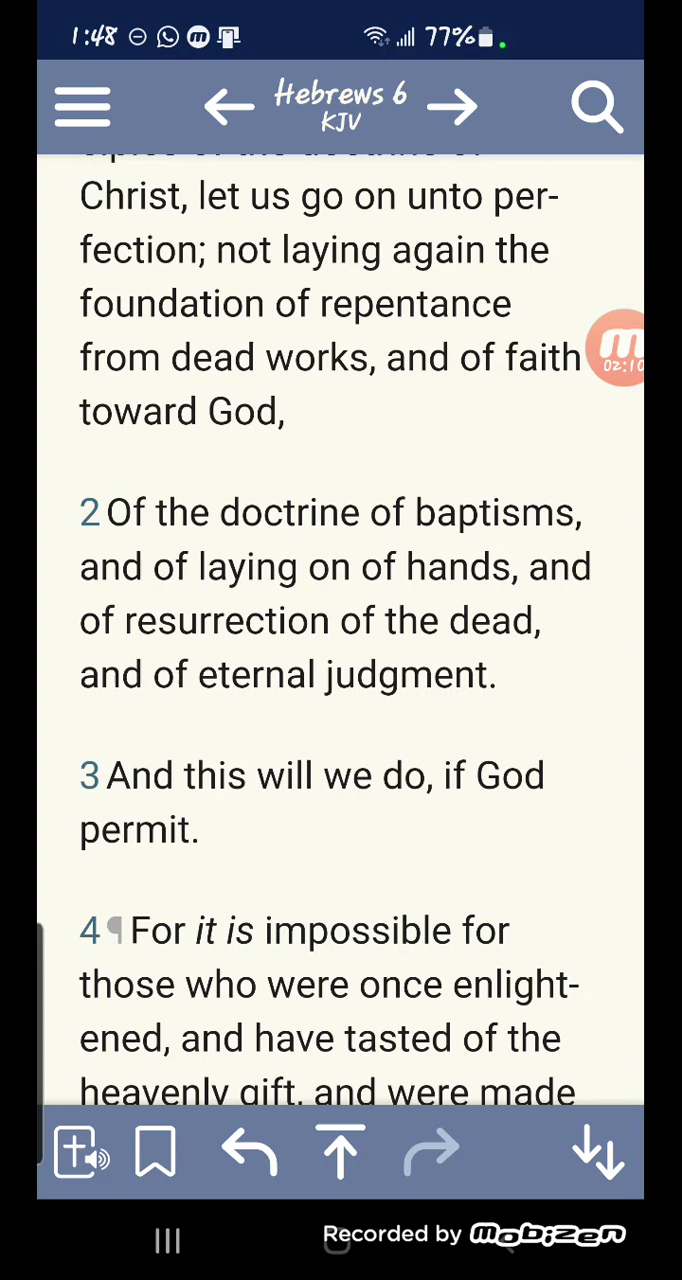 1:48
77%
Hebrews 6
KJV
Christ, let us go on unto per-
fection; not laying again the
foundation of repentance
from dead works, and of faith
toward God,
m
02:10
2 Of the doctrine of baptisms,
and of laying on of hands, and
of resurrection of the dead,
and of eternal judgment.
3 And this will we do, if God
permit.
4 ¶ For it is impossible for
those who were once enlight-
ened, and have tasted of the
heavenly gift, and were made
Recorded by mobizen